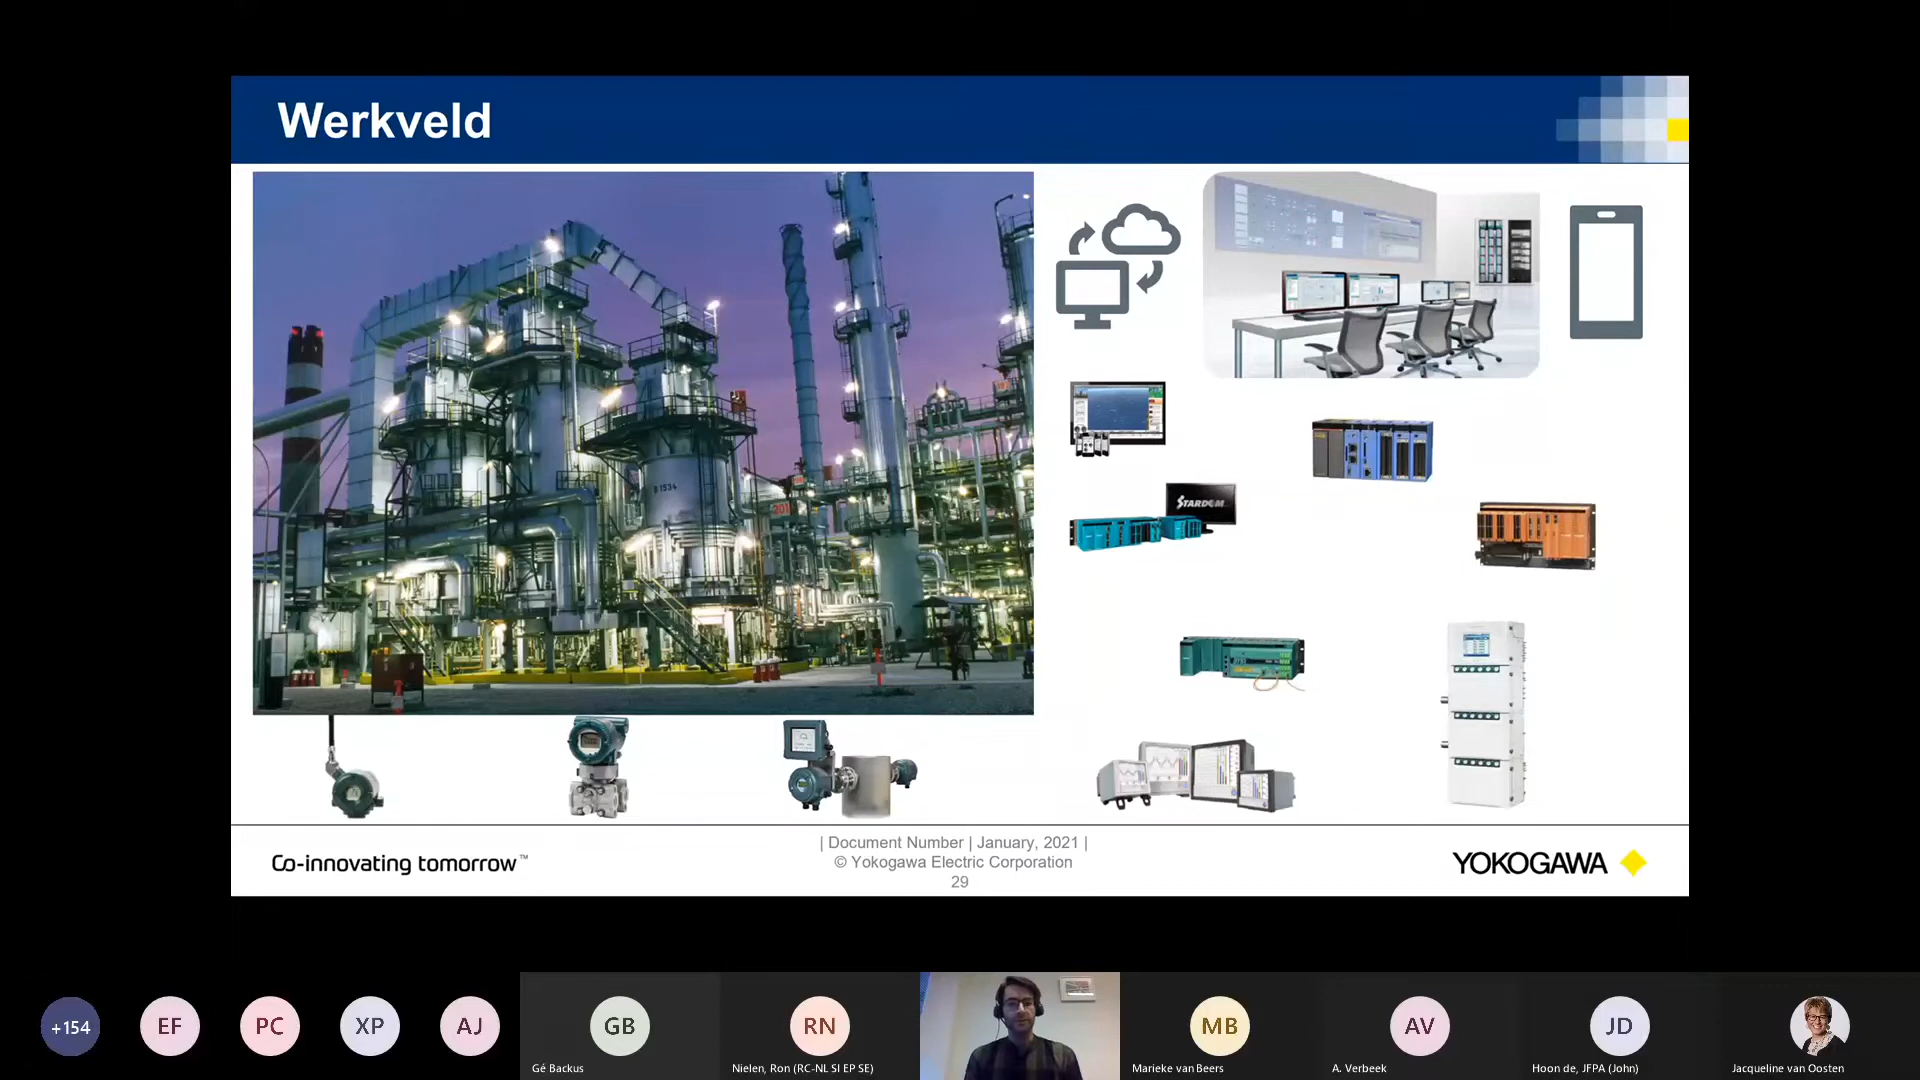 Werkveld
B 1534
STARDOM
| Document Number | January, 2021 |
© Yokogawa Electric Corporation
29
Co-innovating tomorrow™
YOKOGAWA
+154
EF
PC
XP
AJ
GB
Gé Backus
RN
Nielen, Ron (RC-NL SI EP SE)
MB
Marieke van Beers
AV
A. Verbeek
JD
Hoon de, JFPA (John)
Jacqueline van Oosten